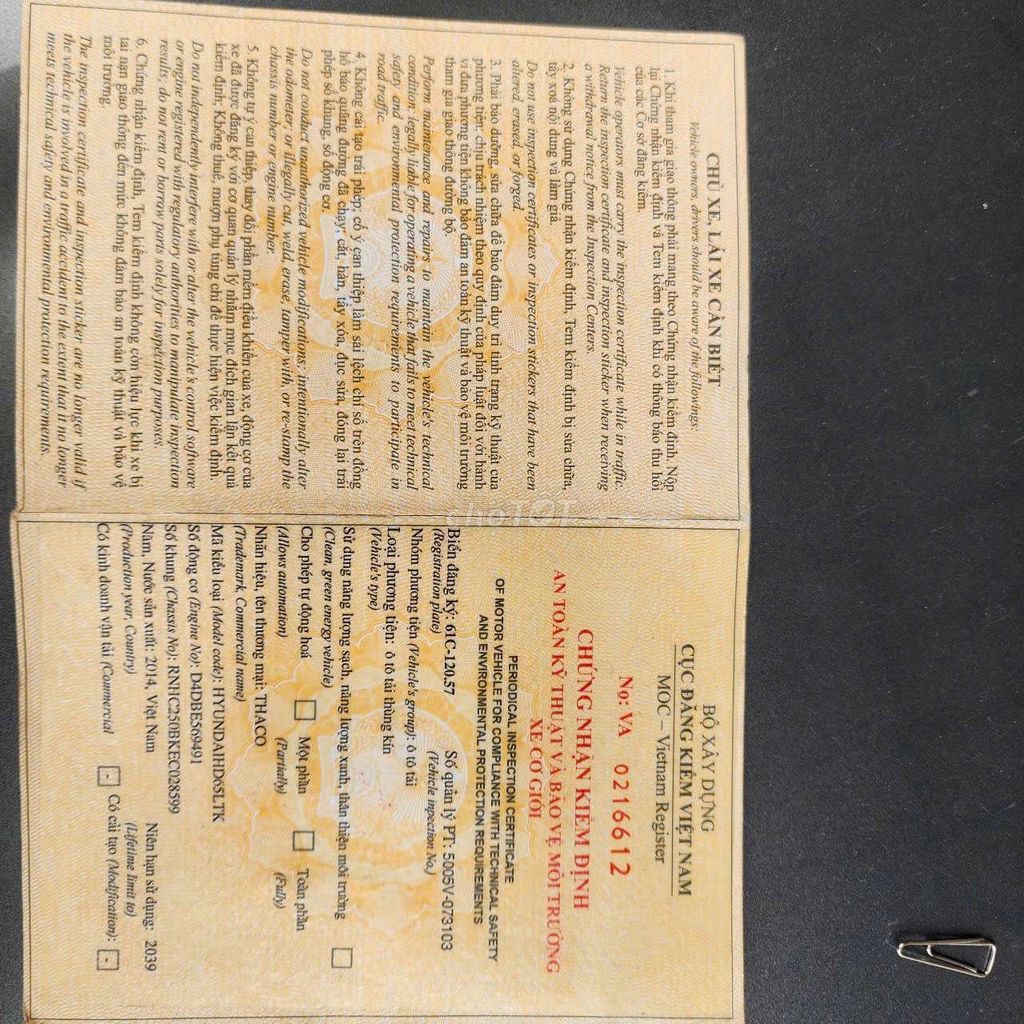 CHỦ XE, LÁI XE CẦN BIẾT
Vehicle owners, drivers should be aware of the followings:
1. Khi tham gia giao thông phải mang theo Chứng nhận kiểm định. Nộp
lại Chứng nhận kiểm định và Tem kiểm định khi có thông báo thu hồi
của các Cơ sở đăng kiểm.
Vehicle operators must carry the inspection certificate while in traffic.
Return the inspection certificate and inspection sticker when receiving
a withdrawal notice from the Inspection Centers.
2. Không sử dụng Chứng nhận kiểm định, Tem kiểm định bị sửa chữa,
tẩy xoá nội dung và làm giả.
Do not use inspection certificates or inspection stickers that have been
altered, erased, or forged.
3. Phải bảo dưỡng, sửa chữa để bảo đảm duy trì tình trạng kỹ thuật của
phương tiện; chịu trách nhiệm theo quy định của pháp luật đối với hành
vi đưa phương tiện không bảo đảm an toàn kỹ thuật và bảo vệ môi trường
tham gia giao thông đường bộ.
Perform maintenance and repairs to maintain the vehicle's technical
condition, legally liable for operating a vehicle that fails to meet technical
safety and environmental protection requirements to participate in
road traffic.
4. Không cải tạo trái phép; cố ý can thiệp làm sai lệch chỉ số trên đồng
hồ báo quãng đường đã chạy; cắt, hàn, tẩy xóa, đục sửa, đóng lại trái
phép số khung, số động cơ.
Do not conduct unauthorized vehicle modifications; intentionally alter
the odometer; or illegally cut, weld, erase, tamper with, or re-stamp the
chassis number or engine number.
5. Không tự ý can thiệp, thay đổi phần mềm điều khiển của xe, động cơ của
xe đã được đăng ký với cơ quan quản lý nhằm mục đích gian lận kết quả
kiểm định; Không thuê, mượn phụ tùng chỉ để thực hiện việc kiểm định.
Do not independently interfere with or alter the vehicle's control software
or engine registered with regulatory authorities to manipulate inspection
results, do not rent or borrow parts solely for inspection purposes.
6. Chứng nhận kiểm định, Tem kiểm định không còn hiệu lực khi xe bị
tai nạn giao thông đến mức không đảm bảo an toàn kỹ thuật và bảo vệ
môi trường.
The inspection certificate and inspection sticker are no longer valid if
the vehicle is involved in a traffic accident to the extent that it no longer
meets technical safety and environmental protection requirements.
BỘ XÂY DỰNG
CỤC ĐĂNG KIỂM VIỆT NAM
MOC – Vietnam Register
No: VA 0216612
CHỨNG NHẬN KIỂM ĐỊNH
AN TOÀN KỸ THUẬT VÀ BẢO VỆ MÔI TRƯỜNG
XE CƠ GIỚI
PERIODICAL INSPECTION CERTIFICATE
OF MOTOR VEHICLE FOR COMPLIANCE WITH TECHNICAL SAFETY
AND ENVIRONMENTAL PROTECTION REQUIREMENTS
Biển đăng ký: 61C-120.57 Số quản lý PT: 5005V-073103
(Registration plate) (Vehicle inpection No.)
Nhóm phương tiện (Vehicle's group): ô tô tải
Loại phương tiện: ô tô tải thùng kín
(Vehicle's type)
Sử dụng năng lượng sạch, năng lượng xanh, thân thiện môi trường
(Clean, green energy vehicle)
Cho phép tự động hoá Một phần Toàn phần
(Allows automation) (Partially) (Fully)
Nhãn hiệu, tên thương mại: THACO
(Trademark, Commercial name)
Mã kiểu loại (Model code): HYUNDAIHD65LTK
Số động cơ (Engine No): D4DBE569491
Số khung (Chassis No): RNHC250BKEC028599
Năm, Nước sản xuất: 2014, Việt Nam Niên hạn sử dụng: 2039
(Production year, Country) (Lifetime limit to)
Có kinh doanh vận tải (Commercial - Có cải tạo (Modification): -
choTOT